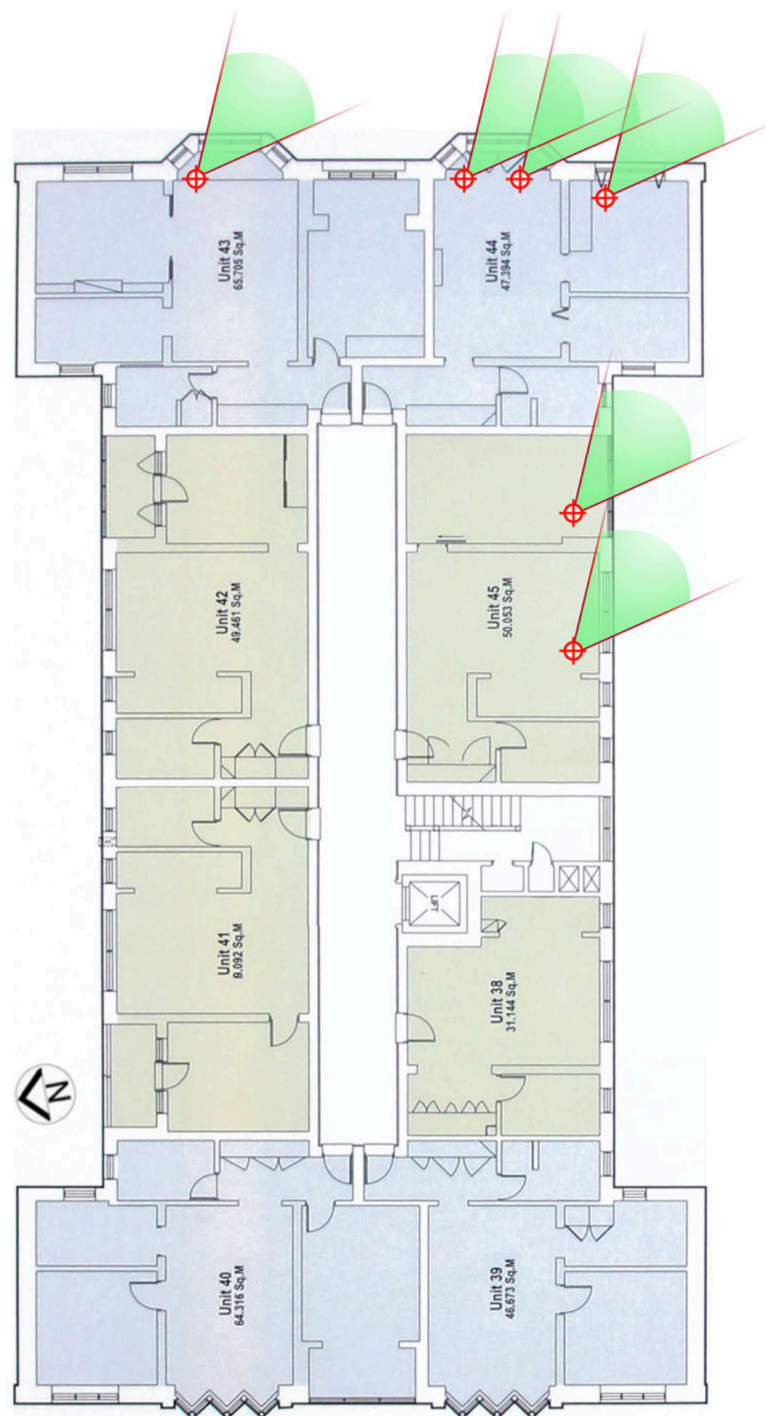 Unit 43
65.705 Sq.M
Unit 44
47.394 Sq.M
Unit 42
49.461 Sq.M
Unit 45
50.053 Sq.M
LIFT
Unit 41
9.092 Sq.M
Unit 38
31.144 Sq.M
N
Unit 40
64.316 Sq.M
Unit 39
46.673 Sq.M